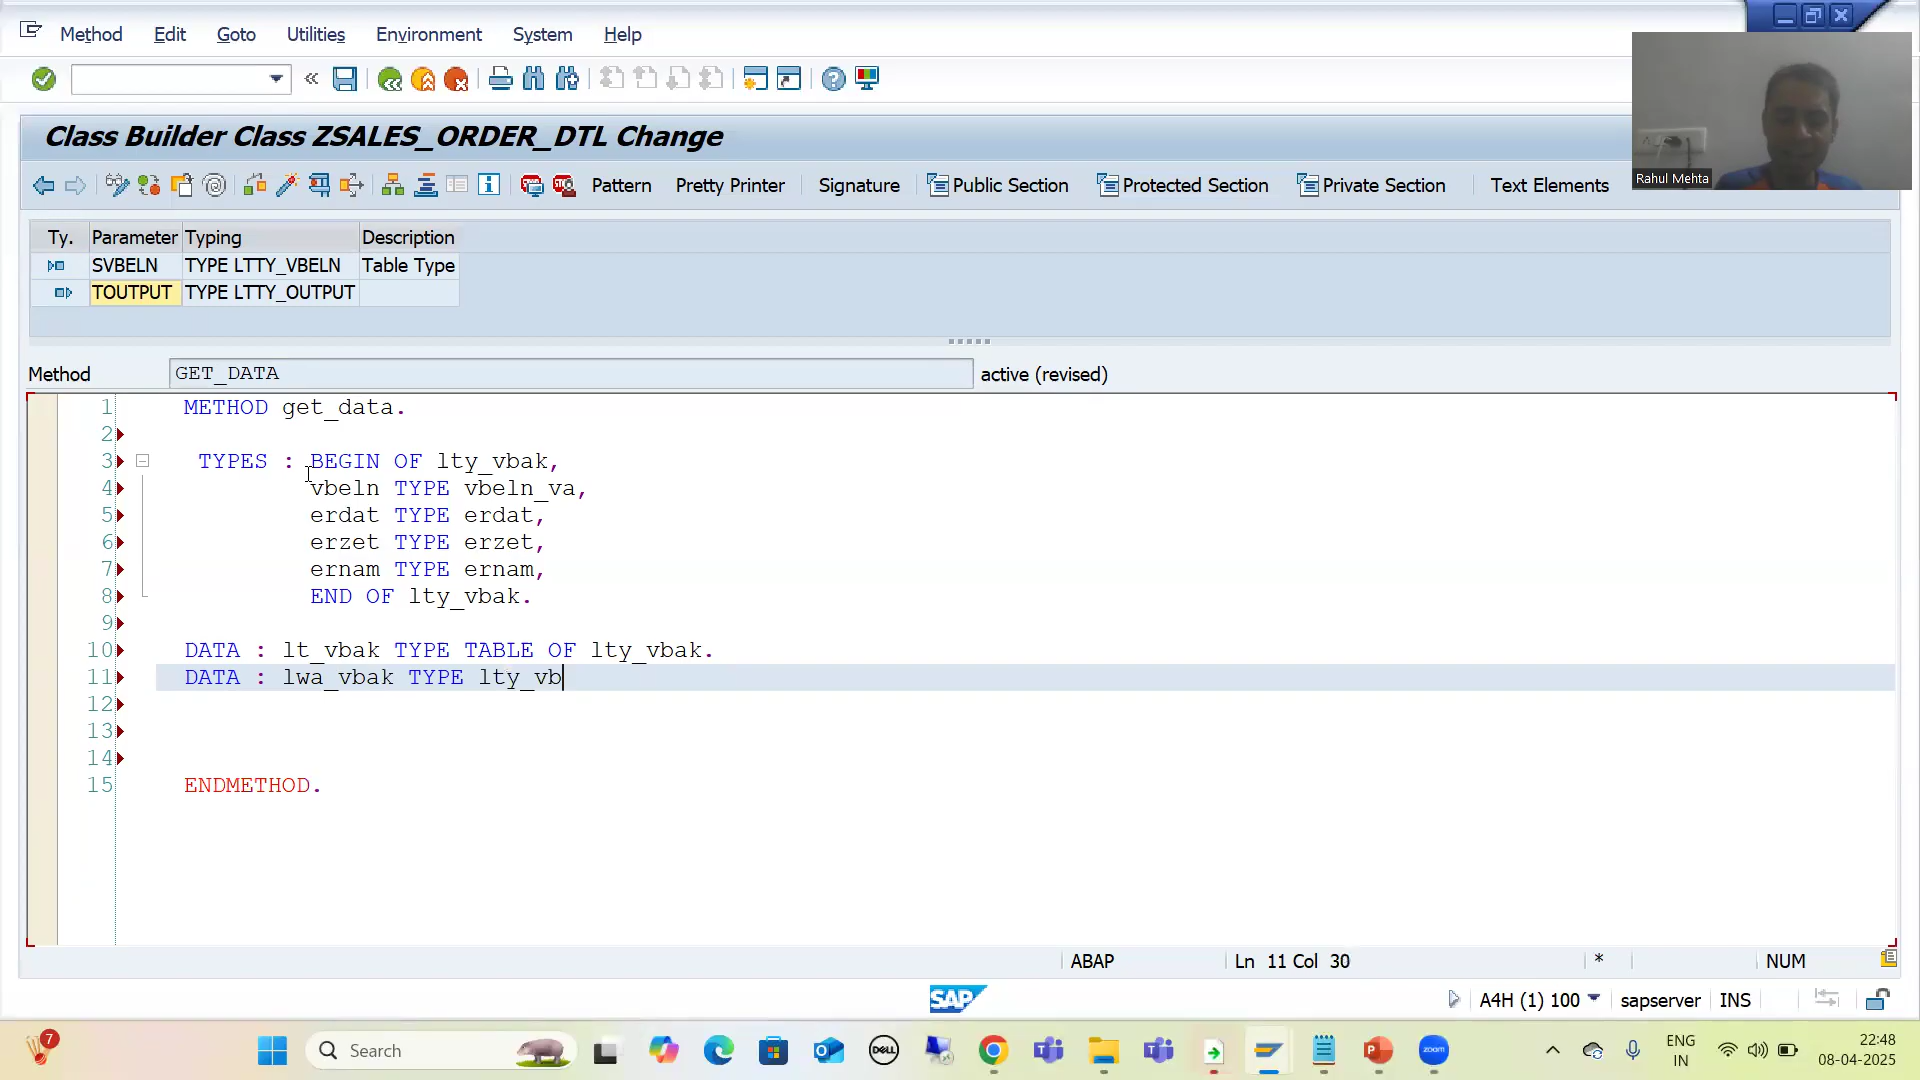 Method Edit Goto Utilities Environment System Help
Class Builder Class ZSALES_ORDER_DTL Change
Pattern Pretty Printer Signature Public Section Protected Section Private Section Text Elements
Rahul Mehta
Ty. Parameter Typing Description
SVBELN TYPE LTTY_VBELN Table Type
TOUTPUT TYPE LTTY_OUTPUT
Method GET_DATA active (revised)
1 METHOD get_data.
2
3 TYPES : BEGIN OF lty_vbak,
4 vbeln TYPE vbeln_va,
5 erdat TYPE erdat,
6 erzet TYPE erzet,
7 ernam TYPE ernam,
8 END OF lty_vbak.
9
10 DATA : lt_vbak TYPE TABLE OF lty_vbak.
11 DATA : lwa_vbak TYPE lty_vb
12
13
14
15 ENDMETHOD.
ABAP Ln 11 Col 30 * NUM
SAP A4H (1) 100 sapserver INS
7 Search DELL zoom ENG IN 22:48 08-04-2025